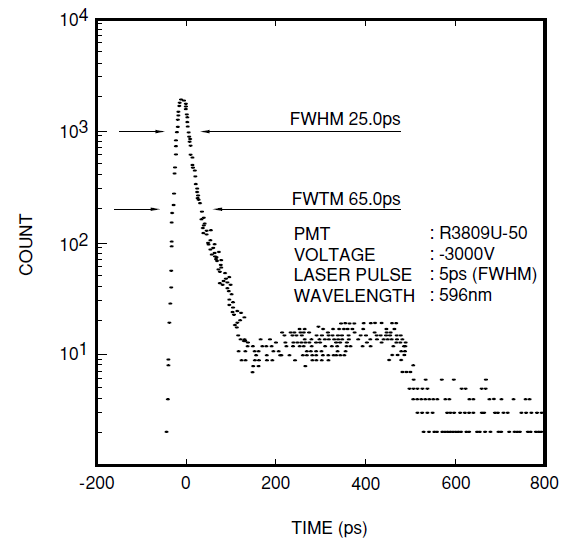 10⁴
10³
10²
10¹
COUNT
FWHM 25.0ps
FWTM 65.0ps
PMT : R3809U-50
VOLTAGE : -3000V
LASER PULSE : 5ps (FWHM)
WAVELENGTH : 596nm
-200 0 200 400 600 800
TIME (ps)